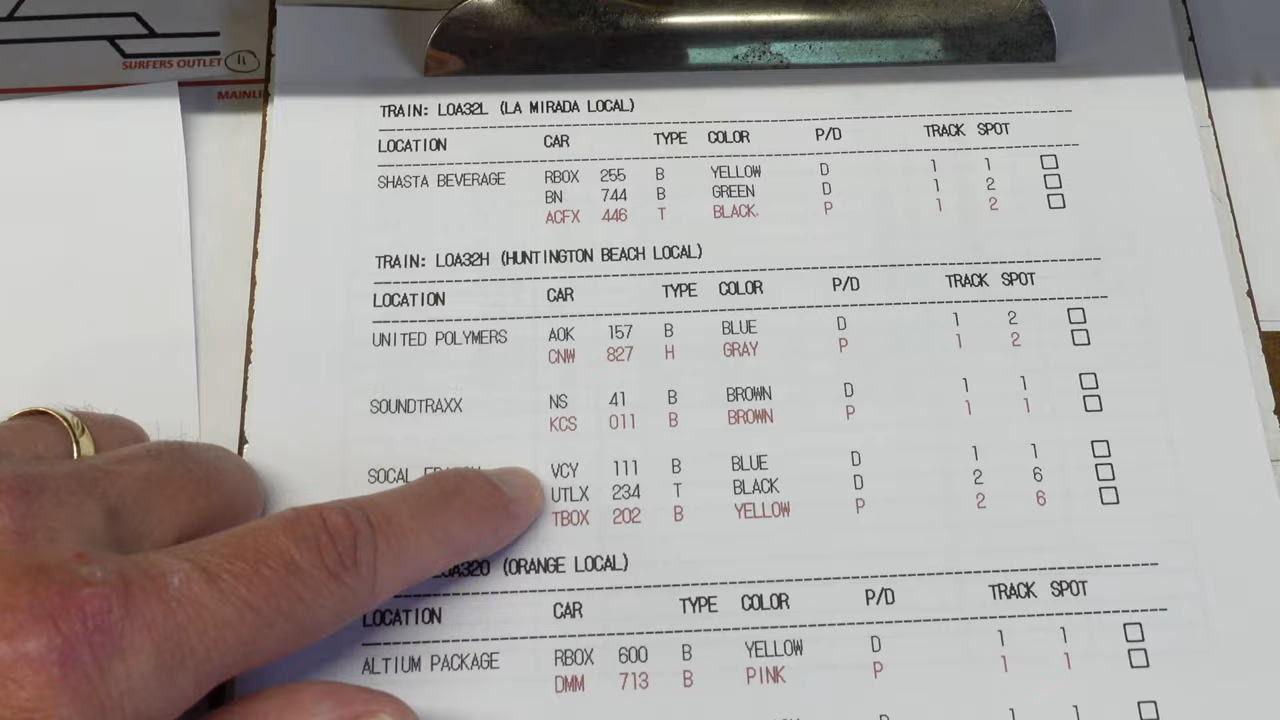 SURFERS OUTLET 11
TRAIN: LOA32L (LA MIRADA LOCAL)
LOCATION CAR TYPE COLOR P/D TRACK SPOT
SHASTA BEVERAGE RBOX 255 B YELLOW D 1 1
BN 744 B GREEN D 1 2
ACFX 446 T BLACK. P 1 2
TRAIN: LOA32H (HUNTINGTON BEACH LOCAL)
LOCATION CAR TYPE COLOR P/D TRACK SPOT
UNITED POLYMERS AOK 157 B BLUE D 1 2
CNW 827 H GRAY P 1 2
SOUNDTRAXX NS 41 B BROWN D 1 1
KCS 011 B BROWN P 1 1
SOCAL VCY 111 B BLUE D 1 1
UTLX 234 T BLACK D 2 6
TBOX 202 B YELLOW P 2 6
(ORANGE LOCAL)
LOCATION CAR TYPE COLOR P/D TRACK SPOT
ALTIUM PACKAGE RBOX 600 B YELLOW D 1 1
DMM 713 B PINK P 1 1